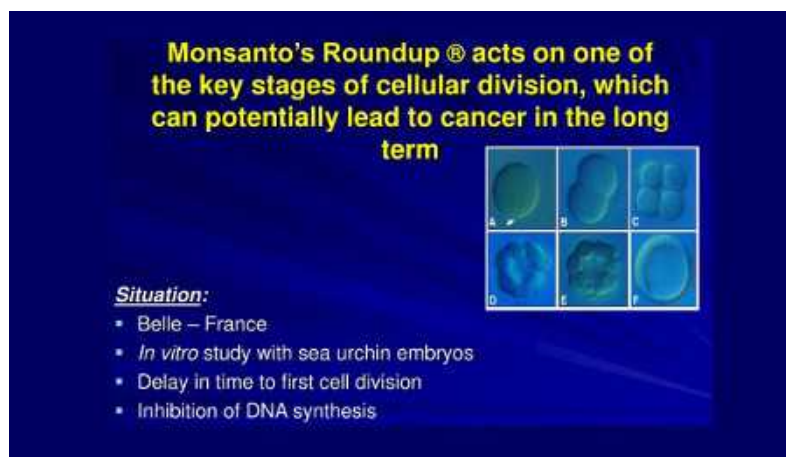 Monsanto's Roundup ® acts on one of
the key stages of cellular division, which
can potentially lead to cancer in the long
term
A
B
C
D
E
F
Situation:
▪ Belle – France
▪ In vitro study with sea urchin embryos
▪ Delay in time to first cell division
▪ Inhibition of DNA synthesis